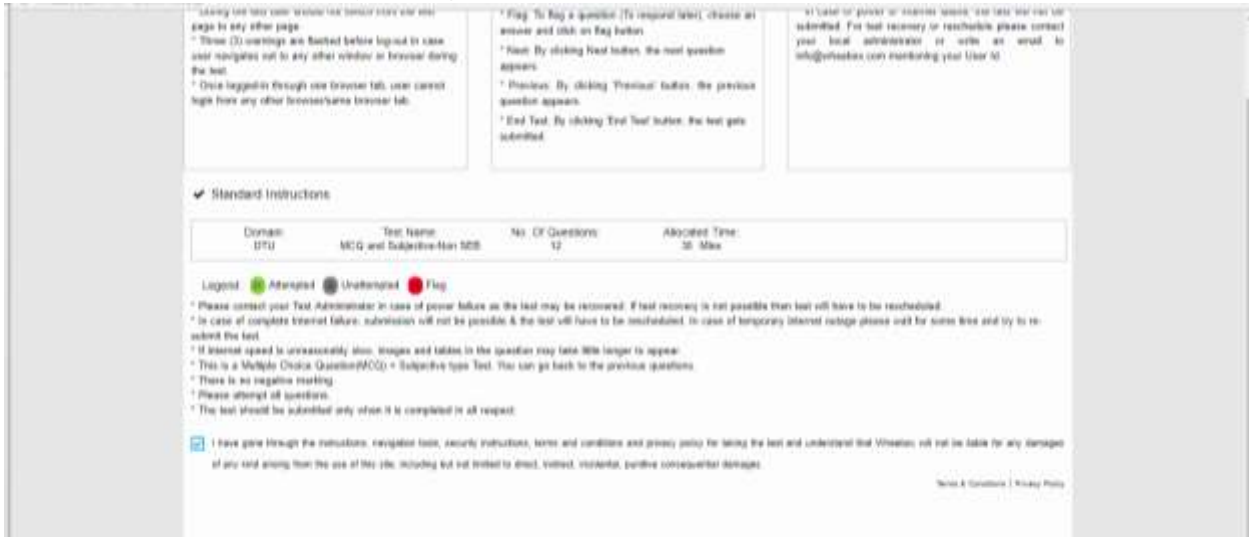 page to any other page.
* Three (3) warnings are flashed before log-out in case
user navigates out to any other window or browser during
the test.
* Once logged-in through one browser tab, user cannot
login from any other browser/same browser tab.
* Flag: To flag a question (To respond later), choose an
answer and click on flag button.
* Next: By clicking Next button, the next question
appears.
* Previous: By clicking 'Previous' button, the previous
question appears.
* End Test: By clicking 'End Test' button, the test gets
submitted.
submitted. For test recovery or reschedule please contact
your local administrator or write an email to
info@wheebox.com mentioning your User Id.
Standard Instructions
Domain: Test Name: No. Of Questions: Allocated Time:
DTU MCQ and Subjective-Non SEB 12 Mins
Legend: Attempted Unattempted Flag
* Please contact your Test Administrator in case of power failure as the test may be recovered. If test recovery is not possible then test will have to be rescheduled.
* In case of complete Internet failure, submission will not be possible & the test will have to be rescheduled. In case of temporary internet outage please wait for some time and try to re-
submit the test.
* If Internet speed is unreasonably slow, images and tables in the question may take little longer to appear.
* This is a Multiple Choice Question(MCQ) + Subjective type Test. You can go back to the previous questions.
* There is no negative marking.
* Please attempt all questions.
* The test should be submitted only when it is completed in all respect.
I have gone through the instructions, navigation tools, security instructions, terms and conditions and privacy policy for taking the test and understand that Wheebox will not be liable for any damages
of any kind arising from the use of this site, including but not limited to direct, indirect, incidental, punitive consequential damages.
Terms & Conditions | Privacy Policy